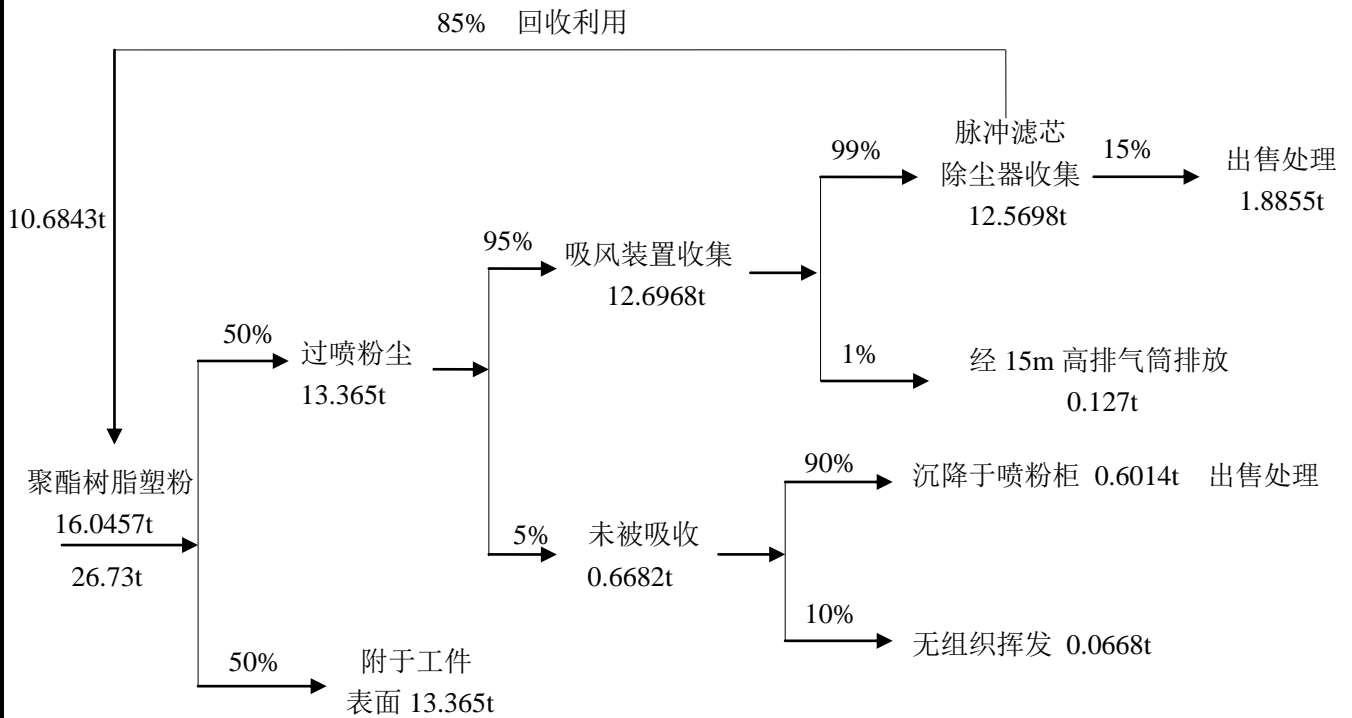 85% 回收利用
脉冲滤芯
99%
除尘器收集
15%
出售处理
12.5698t
1.8855t
10.6843t
95%
吸风装置收集
12.6968t
50%
过喷粉尘
13.365t
1%
经 15m 高排气筒排放
0.127t
聚酯树脂塑粉
16.0457t
26.73t
90%
沉降于喷粉柜 0.6014t 出售处理
5%
未被吸收
0.6682t
10%
无组织挥发 0.0668t
50%
附于工件
表面 13.365t